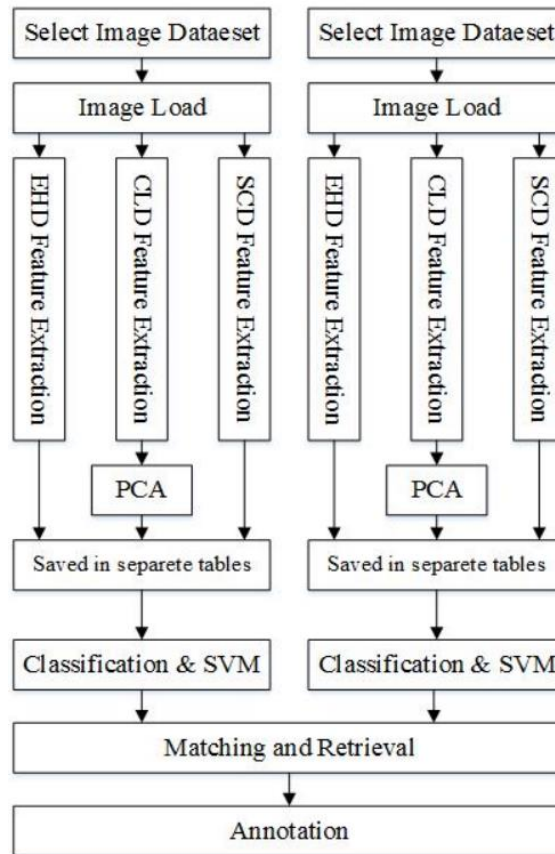 Select Image Dataeset
Select Image Dataeset
Image Load
Image Load
EHD Feature Extraction
CLD Feature Extraction
SCD Feature Extraction
EHD Feature Extraction
CLD Feature Extraction
SCD Feature Extraction
PCA
PCA
Saved in separete tables
Saved in separete tables
Classification & SVM
Classification & SVM
Matching and Retrieval
Annotation